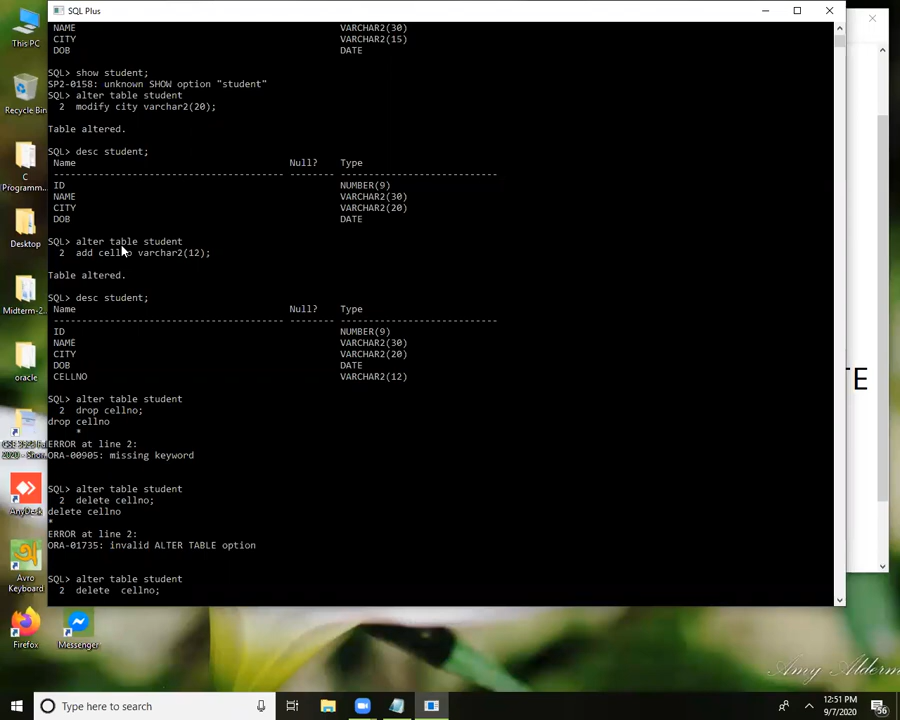 SQL Plus
This PC
NAME VARCHAR2(30)
CITY VARCHAR2(15)
DOB DATE
SQL> show student;
SP2-0158: unknown SHOW option "student"
SQL> alter table student
2 modify city varchar2(20);
Table altered.
SQL> desc student;
Name Null? Type
----------------------------------------- -------- ----------------------------
ID NUMBER(9)
NAME VARCHAR2(30)
CITY VARCHAR2(20)
DOB DATE
SQL> alter table student
2 add cellno varchar2(12);
Table altered.
SQL> desc student;
Name Null? Type
----------------------------------------- -------- ----------------------------
ID NUMBER(9)
NAME VARCHAR2(30)
CITY VARCHAR2(20)
DOB DATE
CELLNO VARCHAR2(12)
SQL> alter table student
2 drop cellno;
drop cellno
*
ERROR at line 2:
ORA-00905: missing keyword
SQL> alter table student
2 delete cellno;
delete cellno
*
ERROR at line 2:
ORA-01735: invalid ALTER TABLE option
SQL> alter table student
2 delete  cellno;
Recycle Bin
C
Programm...
Desktop
Midterm-2...
oracle
2020 - Shor...
AnyDesk
Avro
Keyboard
Firefox
Messenger
TE
Type here to search
12:51 PM
9/7/2020
56